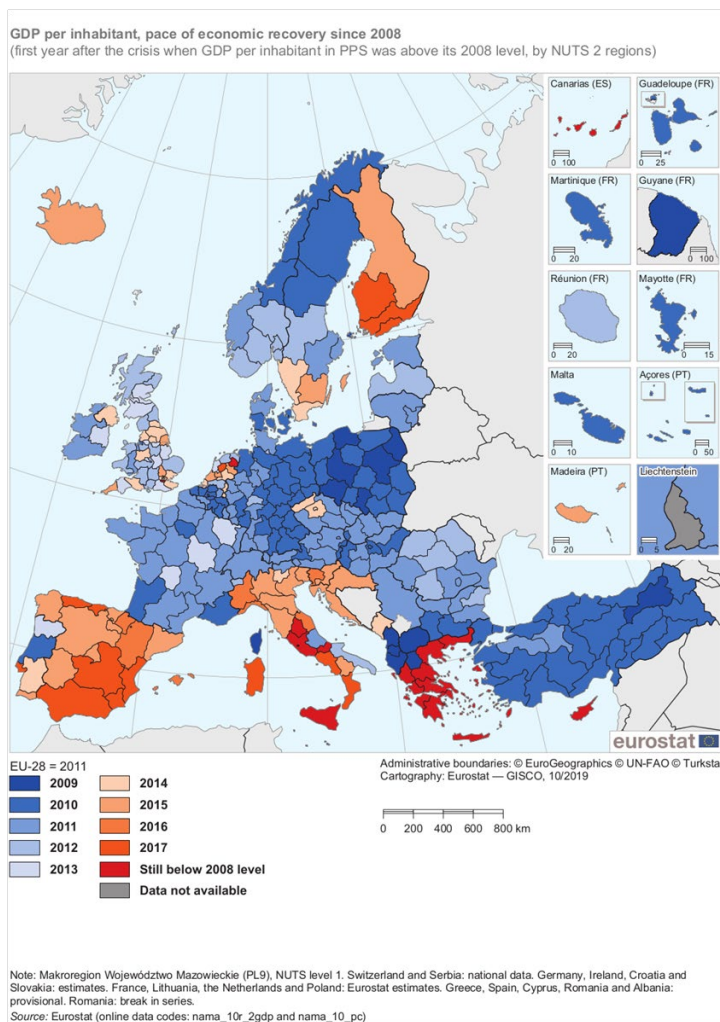 GDP per inhabitant, pace of economic recovery since 2008
(first year after the crisis when GDP per inhabitant in PPS was above its 2008 level, by NUTS 2 regions)
Canarias (ES)
0 100
Guadeloupe (FR)
0 25
Martinique (FR)
0 20
Guyane (FR)
0 100
Réunion (FR)
0 20
Mayotte (FR)
0 15
Malta
0 10
Açores (PT)
0 50
Madeira (PT)
0 20
Liechtenstein
0 5
eurostat
EU-28 = 2011
2009
2010
2011
2012
2013
2014
2015
2016
2017
Still below 2008 level
Data not available
Administrative boundaries: © EuroGeographics © UN-FAO © Turksta
Cartography: Eurostat — GISCO, 10/2019
0 200 400 600 800 km
Note: Makroregion Województwo Mazowieckie (PL9), NUTS level 1. Switzerland and Serbia: national data. Germany, Ireland, Croatia and
Slovakia: estimates. France, Lithuania, the Netherlands and Poland: Eurostat estimates. Greece, Spain, Cyprus, Romania and Albania:
provisional. Romania: break in series.
Source: Eurostat (online data codes: nama_10r_2gdp and nama_10_pc)